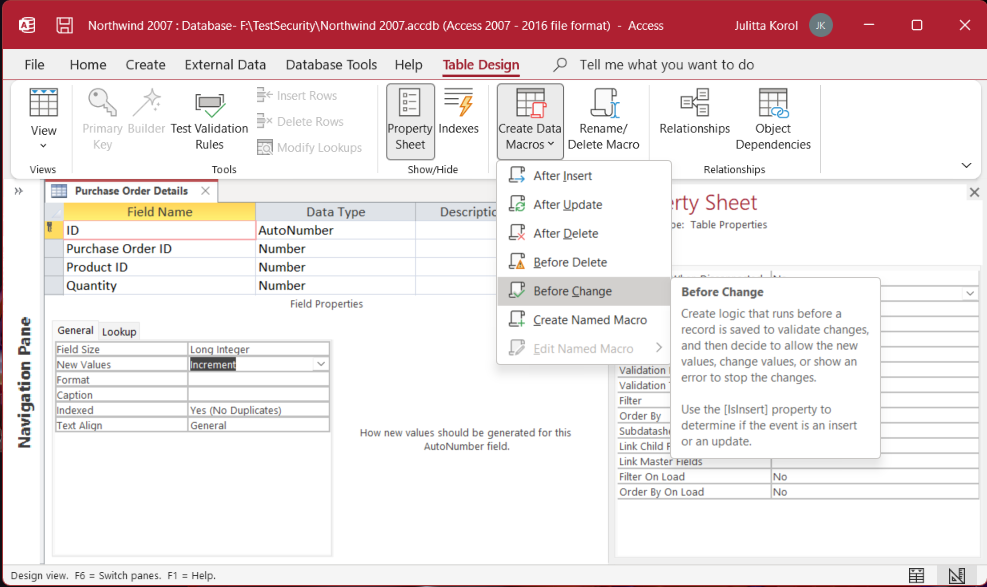 Northwind 2007 : Database- F:\TestSecurity\Northwind 2007.accdb (Access 2007 - 2016 file format) - Access
Julitta Korol
JK
File Home Create External Data Database Tools Help Table Design Tell me what you want to do
View
Primary Key
Builder
Test Validation Rules
Insert Rows
Delete Rows
Modify Lookups
Property Sheet
Indexes
Create Data Macros
Rename/ Delete Macro
Relationships
Object Dependencies
Views
Tools
Show/Hide
Relationships
Purchase Order Details
Field Name Data Type
ID AutoNumber
Purchase Order ID Number
Product ID Number
Quantity Number
Field Properties
Navigation Pane
General Lookup
Field Size Long Integer
New Values Increment
Format
Caption
Indexed Yes (No Duplicates)
Text Align General
How new values should be generated for this
AutoNumber field.
After Insert
After Update
After Delete
Before Delete
Before Change
Create Named Macro
Edit Named Macro
Sheet
Table Properties
Before Change
Create logic that runs before a
record is saved to validate changes,
and then decide to allow the new
values, change values, or show an
error to stop the changes.
Use the [IsInsert] property to
determine if the event is an insert
or an update.
Validation
Validation
Filter
Order By
Link Child
Link Master Fields
Filter On Load No
Order By On Load No
Design view. F6 = Switch panes. F1 = Help.